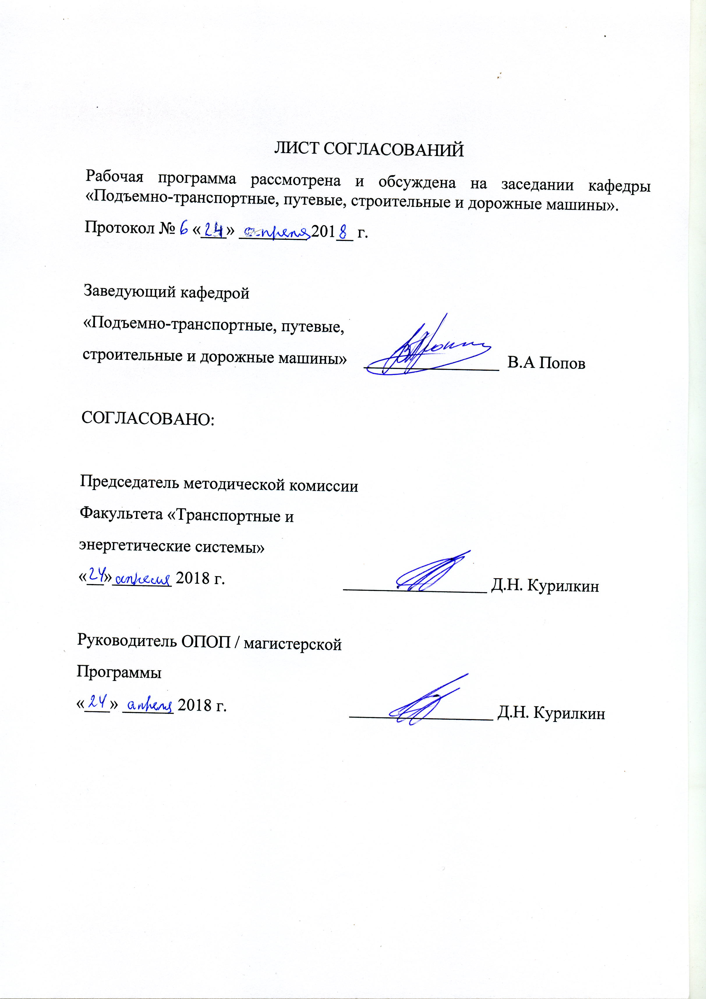 ЛИСТ СОГЛАСОВАНИЙ
Рабочая программа рассмотрена и обсуждена на заседании кафедры
«Подъемно-транспортные, путевые, строительные и дорожные машины».
Протокол № 6 «24» апреля 2018 г.
Заведующий кафедрой
«Подъемно-транспортные, путевые,
строительные и дорожные машины» В.А Попов
СОГЛАСОВАНО:
Председатель методической комиссии
Факультета «Транспортные и
энергетические системы»
«24» апреля 2018 г. Д.Н. Курилкин
Руководитель ОПОП / магистерской
Программы
«24» апреля 2018 г. Д.Н. Курилкин